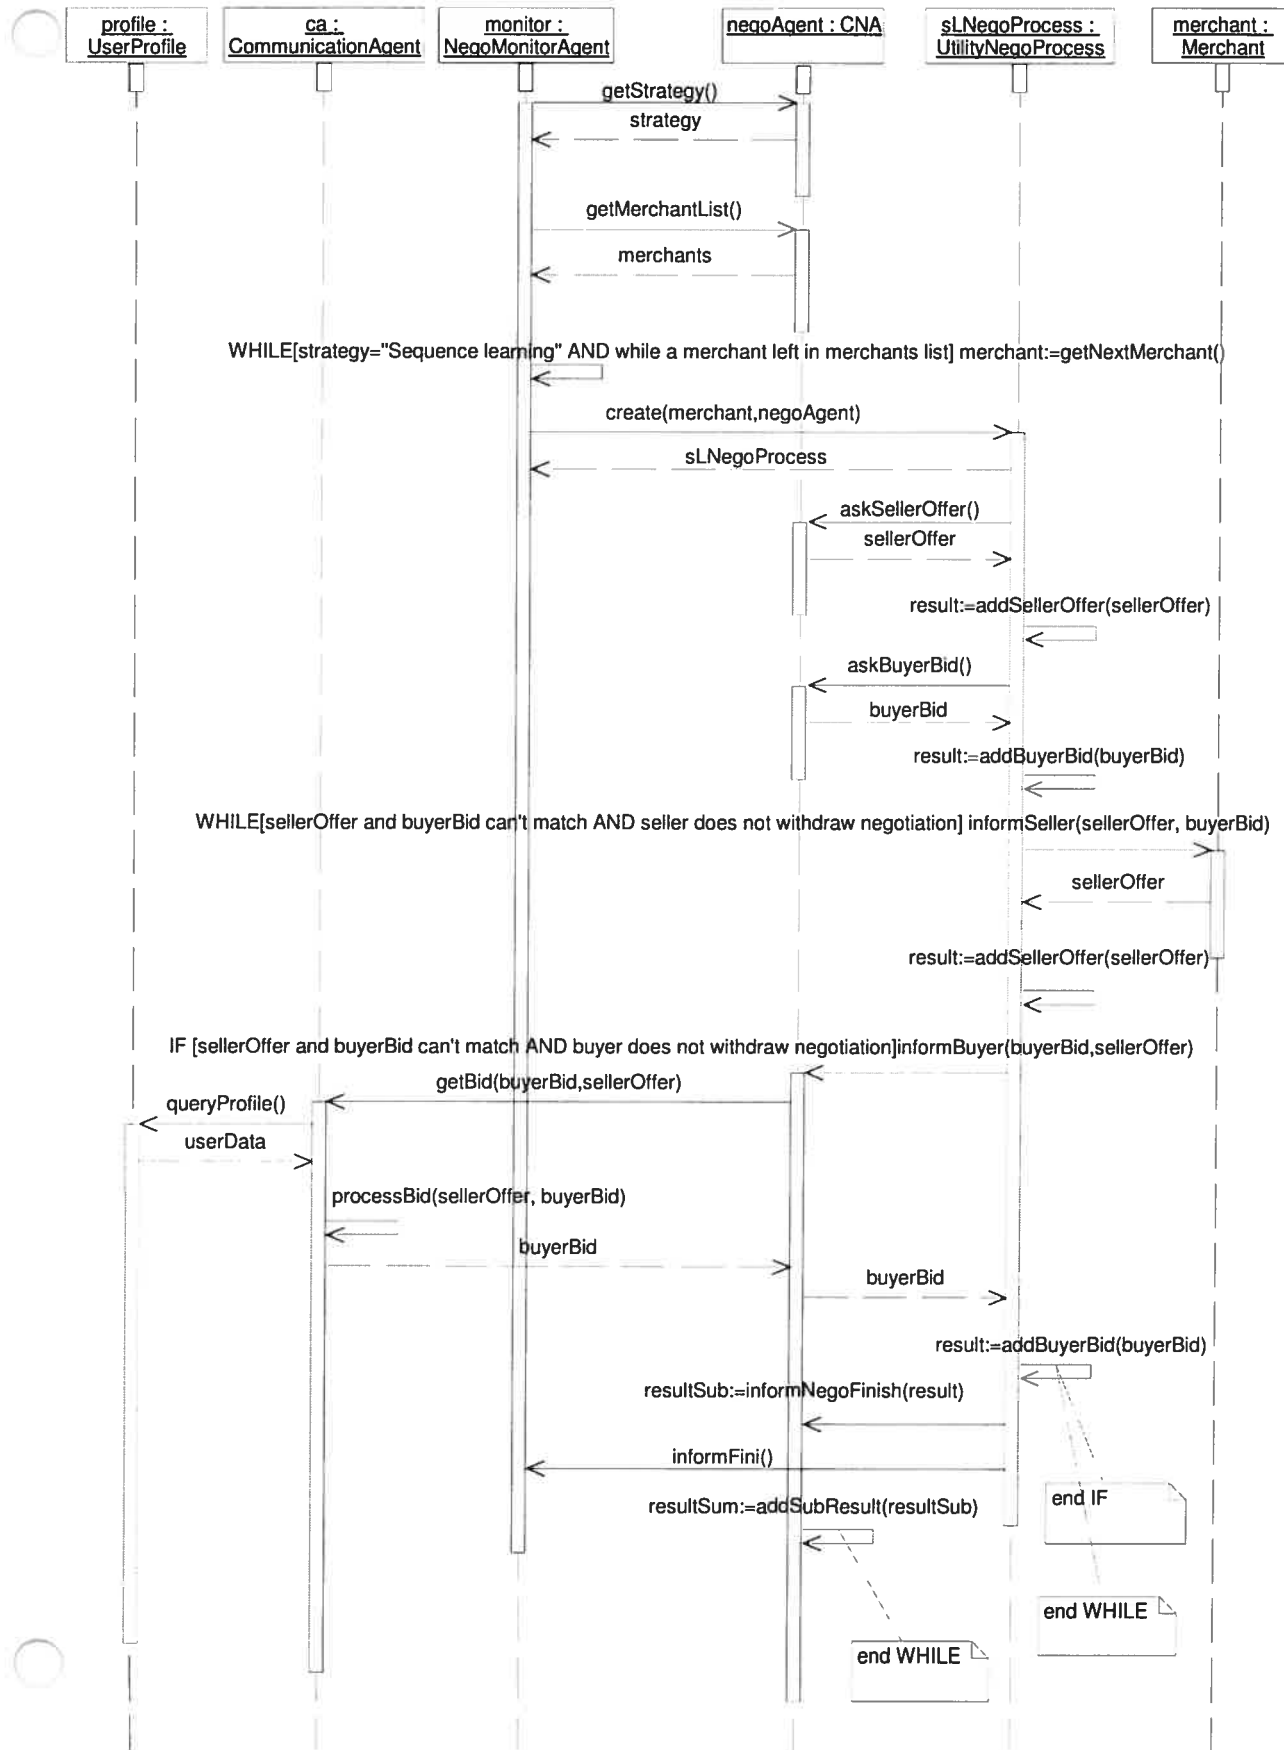 profile :
UserProfile
ca :
CommunicationAgent
monitor :
NegoMonitorAgent
negoAgent : CNA
sLNegoProcess :
UtilityNegoProcess
merchant :
Merchant
getStrategy()
strategy
getMerchantList()
merchants
WHILE[strategy="Sequence learning" AND while a merchant left in merchants list] merchant:=getNextMerchant()
create(merchant,negoAgent)
sLNegoProcess
askSellerOffer()
sellerOffer
result:=addSellerOffer(sellerOffer)
askBuyerBid()
buyerBid
result:=addBuyerBid(buyerBid)
WHILE[sellerOffer and buyerBid can't match AND seller does not withdraw negotiation] informSeller(sellerOffer, buyerBid)
sellerOffer
result:=addSellerOffer(sellerOffer)
IF [sellerOffer and buyerBid can't match AND buyer does not withdraw negotiation]informBuyer(buyerBid,sellerOffer)
getBid(buyerBid,sellerOffer)
queryProfile()
userData
processBid(sellerOffer, buyerBid)
buyerBid
buyerBid
result:=addBuyerBid(buyerBid)
resultSub:=informNegoFinish(result)
informFini()
resultSum:=addSubResult(resultSub)
end IF
end WHILE
end WHILE